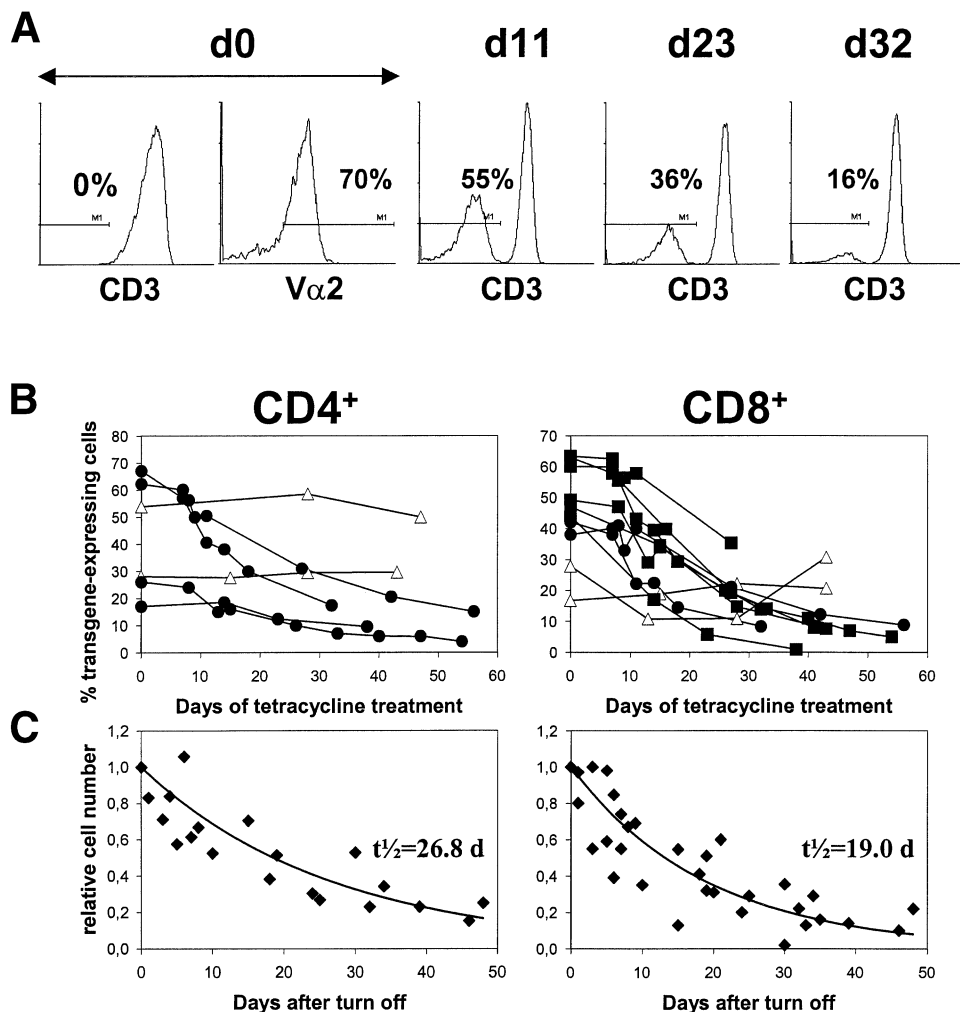 A
d0 d11 d23 d32
0% 70% 55% 36% 16%
M1 M1 M1 M1 M1
CD3 Vα2 CD3 CD3 CD3
B
CD4+ CD8+
% transgene-expressing cells
80 70 60 50 40 30 20 10 0
0 10 20 30 40 50 60
Days of tetracycline treatment
70 60 50 40 30 20 10 0
0 10 20 30 40 50 60
Days of tetracycline treatment
C
relative cell number
1,2 1,0 0,8 0,6 0,4 0,2 0,0
t½=26.8 d
0 10 20 30 40 50
Days after turn off
1,2 1,0 0,8 0,6 0,4 0,2 0,0
t½=19.0 d
0 10 20 30 40 50
Days after turn off